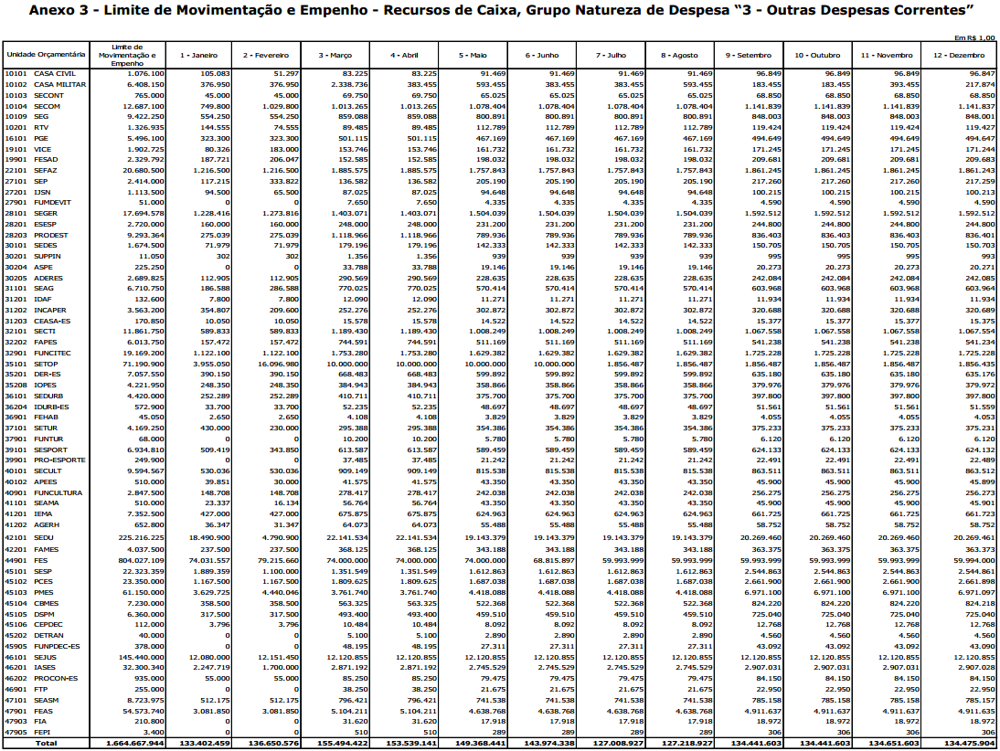 Anexo 3 - Limite de Movimentação e Empenho - Recursos de Caixa, Grupo Natureza de Despesa “3 - Outras Despesas Correntes”
Em R$ 1,00
Unidade Orçamentária Limite de Movimentação e Empenho 1 - Janeiro 2 - Fevereiro 3 - Março 4 - Abril 5 - Maio 6 - Junho 7 - Julho 8 - Agosto 9 - Setembro 10 - Outubro 11 - Novembro 12 - Dezembro
10101 CASA CIVIL 1.076.100 105.083 51.297 83.225 83.225 91.469 91.469 91.469 91.469 96.849 96.849 96.849 96.847
10102 CASA MILITAR 6.408.150 376.950 376.950 2.338.736 383.455 593.455 383.455 383.455 593.455 183.455 183.455 393.455 217.874
10103 SECONT 765.000 45.000 45.000 69.750 69.750 65.025 65.025 65.025 65.025 68.850 68.850 68.850 68.850
10104 SECOM 12.687.100 749.800 1.029.800 1.013.265 1.013.265 1.078.404 1.078.404 1.078.404 1.078.404 1.141.839 1.141.839 1.141.839 1.141.837
10109 SEG 9.422.250 554.250 554.250 859.088 859.088 800.891 800.891 800.891 800.891 848.003 848.003 848.003 848.001
10201 RTV 1.326.935 144.555 74.555 89.485 89.485 112.789 112.789 112.789 112.789 119.424 119.424 119.424 119.427
16101 PGE 5.496.100 323.300 323.300 501.115 501.115 467.169 467.169 467.169 467.169 494.649 494.649 494.649 494.647
19101 VICE 1.902.725 80.326 183.000 153.746 153.746 161.732 161.732 161.732 161.732 171.245 171.245 171.245 171.244
19901 FESAD 2.329.792 187.721 206.047 152.585 152.585 198.032 198.032 198.032 198.032 209.681 209.681 209.681 209.683
22101 SEFAZ 20.680.500 1.216.500 1.216.500 1.885.575 1.885.575 1.757.843 1.757.843 1.757.843 1.757.843 1.861.245 1.861.245 1.861.245 1.861.243
27101 SEP 2.414.000 117.215 333.822 136.582 136.582 205.190 205.190 205.190 205.190 217.260 217.260 217.260 217.259
27201 IJSN 1.113.500 94.500 65.500 87.025 87.025 94.648 94.648 94.648 94.648 100.215 100.215 100.215 100.213
27901 FUMDEVIT 51.000 0 0 7.650 7.650 4.335 4.335 4.335 4.335 4.590 4.590 4.590 4.590
28101 SEGER 17.694.578 1.228.416 1.273.816 1.403.071 1.403.071 1.504.039 1.504.039 1.504.039 1.504.039 1.592.512 1.592.512 1.592.512 1.592.512
28201 ESESP 2.720.000 160.000 160.000 248.000 248.000 231.200 231.200 231.200 231.200 244.800 244.800 244.800 244.800
28203 PRODEST 9.293.364 275.039 275.039 1.118.966 1.118.966 789.936 789.936 789.936 789.936 836.403 836.403 836.403 836.401
30101 SEDES 1.674.500 71.979 71.979 179.196 179.196 142.333 142.333 142.333 142.333 150.705 150.705 150.705 150.703
30201 SUPPIN 11.050 302 302 1.356 1.356 939 939 939 939 995 995 995 993
30204 ASPE 225.250 0 0 33.788 33.788 19.146 19.146 19.146 19.146 20.273 20.273 20.273 20.271
30205 ADERES 2.689.825 112.905 112.905 290.569 290.569 228.635 228.635 228.635 228.635 242.084 242.084 242.084 242.085
31101 SEAG 6.710.750 186.588 286.588 770.025 770.025 570.414 570.414 570.414 570.414 603.968 603.968 603.968 603.964
31201 IDAF 132.600 7.800 7.800 12.090 12.090 11.271 11.271 11.271 11.271 11.934 11.934 11.934 11.934
31202 INCAPER 3.563.200 354.807 209.600 252.276 252.276 302.872 302.872 302.872 302.872 320.688 320.688 320.688 320.689
31203 CEASA-ES 170.850 10.050 10.050 15.578 15.578 14.522 14.522 14.522 14.522 15.377 15.377 15.377 15.375
32101 SECTI 11.861.750 589.833 589.833 1.189.430 1.189.430 1.008.249 1.008.249 1.008.249 1.008.249 1.067.558 1.067.558 1.067.558 1.067.554
32202 FAPES 6.013.750 157.472 157.472 744.591 744.591 511.169 511.169 511.169 511.169 541.238 541.238 541.238 541.234
32901 FUNCITEC 19.169.200 1.122.100 1.122.100 1.753.280 1.753.280 1.629.382 1.629.382 1.629.382 1.629.382 1.725.228 1.725.228 1.725.228 1.725.228
35101 SETOP 71.190.900 3.955.050 16.096.980 10.000.000 10.000.000 10.000.000 10.000.000 1.856.487 1.856.487 1.856.487 1.856.487 1.856.487 1.856.435
35201 DER-ES 7.057.550 390.150 390.150 668.483 668.483 599.892 599.892 599.892 599.892 635.180 635.180 635.180 635.176
35208 IOPES 4.221.950 248.350 248.350 384.943 384.943 358.866 358.866 358.866 358.866 379.976 379.976 379.976 379.972
36101 SEDURB 4.420.000 252.289 252.289 410.711 410.711 375.700 375.700 375.700 375.700 397.800 397.800 397.800 397.800
36204 IDURB-ES 572.900 33.700 33.700 52.235 52.235 48.697 48.697 48.697 48.697 51.561 51.561 51.561 51.559
36901 FEHAB 45.050 2.650 2.650 4.108 4.108 3.829 3.829 3.829 3.829 4.055 4.055 4.055 4.053
37101 SETUR 4.169.250 430.000 230.000 295.388 295.388 354.386 354.386 354.386 354.386 375.233 375.233 375.233 375.231
37901 FUNTUR 68.000 0 0 10.200 10.200 5.780 5.780 5.780 5.780 6.120 6.120 6.120 6.120
39101 SESPORT 6.934.810 509.419 343.850 613.587 613.587 589.459 589.459 589.459 589.459 624.133 624.133 624.133 624.132
39901 PRO-ESPORTE 249.900 0 0 37.485 37.485 21.242 21.242 21.242 21.242 22.491 22.491 22.491 22.489
40101 SECULT 9.594.567 530.036 530.036 909.149 909.149 815.538 815.538 815.538 815.538 863.511 863.511 863.511 863.512
40102 APEES 510.000 39.851 30.000 41.575 41.575 43.350 43.350 43.350 43.350 45.900 45.900 45.900 45.899
40901 FUNCULTURA 2.847.500 148.708 148.708 278.417 278.417 242.038 242.038 242.038 242.038 256.275 256.275 256.275 256.273
41101 SEAMA 510.000 23.337 16.134 56.764 56.764 43.350 43.350 43.350 43.350 45.900 45.900 45.900 45.901
41201 IEMA 7.352.500 427.000 427.000 675.875 675.875 624.963 624.963 624.963 624.963 661.725 661.725 661.725 661.723
41202 AGERH 652.800 36.347 31.347 64.073 64.073 55.488 55.488 55.488 55.488 58.752 58.752 58.752 58.752
42101 SEDU 225.216.225 18.490.900 4.790.900 22.141.534 22.141.534 19.143.379 19.143.379 19.143.379 19.143.379 20.269.460 20.269.460 20.269.460 20.269.461
42201 FAMES 4.037.500 237.500 237.500 368.125 368.125 343.188 343.188 343.188 343.188 363.375 363.375 363.375 363.373
44901 FES 804.027.109 74.031.557 79.215.660 74.000.000 74.000.000 74.000.000 68.815.897 59.993.999 59.993.999 59.993.999 59.993.999 59.993.999 59.994.000
45101 SESP 22.323.359 1.889.359 1.100.000 1.351.549 1.351.549 1.612.863 1.612.863 1.612.863 1.612.863 2.544.863 2.544.863 2.544.863 2.544.861
45102 PCES 23.350.000 1.167.500 1.167.500 1.809.625 1.809.625 1.687.038 1.687.038 1.687.038 1.687.038 2.661.900 2.661.900 2.661.900 2.661.898
45103 PMES 61.150.000 3.629.725 4.440.046 3.761.740 3.761.740 4.418.088 4.418.088 4.418.088 4.418.088 6.971.100 6.971.100 6.971.100 6.971.097
45104 CBMES 7.230.000 358.500 358.500 563.325 563.325 522.368 522.368 522.368 522.368 824.220 824.220 824.220 824.218
45105 DSPM 6.360.000 317.500 317.500 493.400 493.400 459.510 459.510 459.510 459.510 725.040 725.040 725.040 725.040
45106 CEPDEC 112.000 3.796 3.796 10.484 10.484 8.092 8.092 8.092 8.092 12.768 12.768 12.768 12.768
45202 DETRAN 40.000 0 0 5.100 5.100 2.890 2.890 2.890 2.890 4.560 4.560 4.560 4.560
45905 FUNPDEC-ES 378.000 0 0 48.195 48.195 27.311 27.311 27.311 27.311 43.092 43.092 43.092 43.090
46101 SEJUS 145.440.000 12.080.000 12.151.450 12.120.855 12.120.855 12.120.855 12.120.855 12.120.855 12.120.855 12.120.855 12.120.855 12.120.855 12.120.855
46201 IASES 32.300.340 2.247.719 1.700.000 2.871.192 2.871.192 2.745.529 2.745.529 2.745.529 2.745.529 2.907.031 2.907.031 2.907.031 2.907.028
46202 PROCON-ES 935.000 55.000 55.000 85.250 85.250 79.475 79.475 79.475 79.475 84.150 84.150 84.150 84.150
46901 FTP 255.000 0 0 38.250 38.250 21.675 21.675 21.675 21.675 22.950 22.950 22.950 22.950
47101 SEASM 8.723.975 512.175 512.175 796.421 796.421 741.538 741.538 741.538 741.538 785.158 785.158 785.158 785.157
47901 FEAS 54.573.740 3.081.850 3.081.850 5.104.211 5.104.211 4.638.768 4.638.768 4.638.768 4.638.768 4.911.637 4.911.637 4.911.637 4.911.635
47903 FIA 210.800 0 0 31.620 31.620 17.918 17.918 17.918 17.918 18.972 18.972 18.972 18.972
47905 FEPI 3.400 0 0 510 510 289 289 289 289 306 306 306 306
Total 1.664.667.944 133.402.459 136.650.576 155.494.422 153.539.141 149.368.441 143.974.338 127.008.927 127.218.927 134.441.603 134.441.603 134.651.603 134.475.904